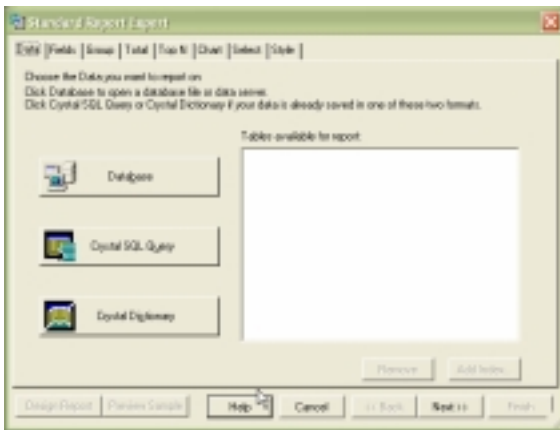 Standard Report Expert
Data Fields Group Total Top N Chart Select Style
Choose the Data you want to report on
Click Database to open a database file or data server.
Click Crystal SQL Query or Crystal Dictionary if your data is already saved in one of these two formats.
Tables available for report:
Database
Crystal SQL Query
Crystal Dictionary
Remove Add Index...
Design Report Preview Sample Help Cancel << Back Next >> Finish